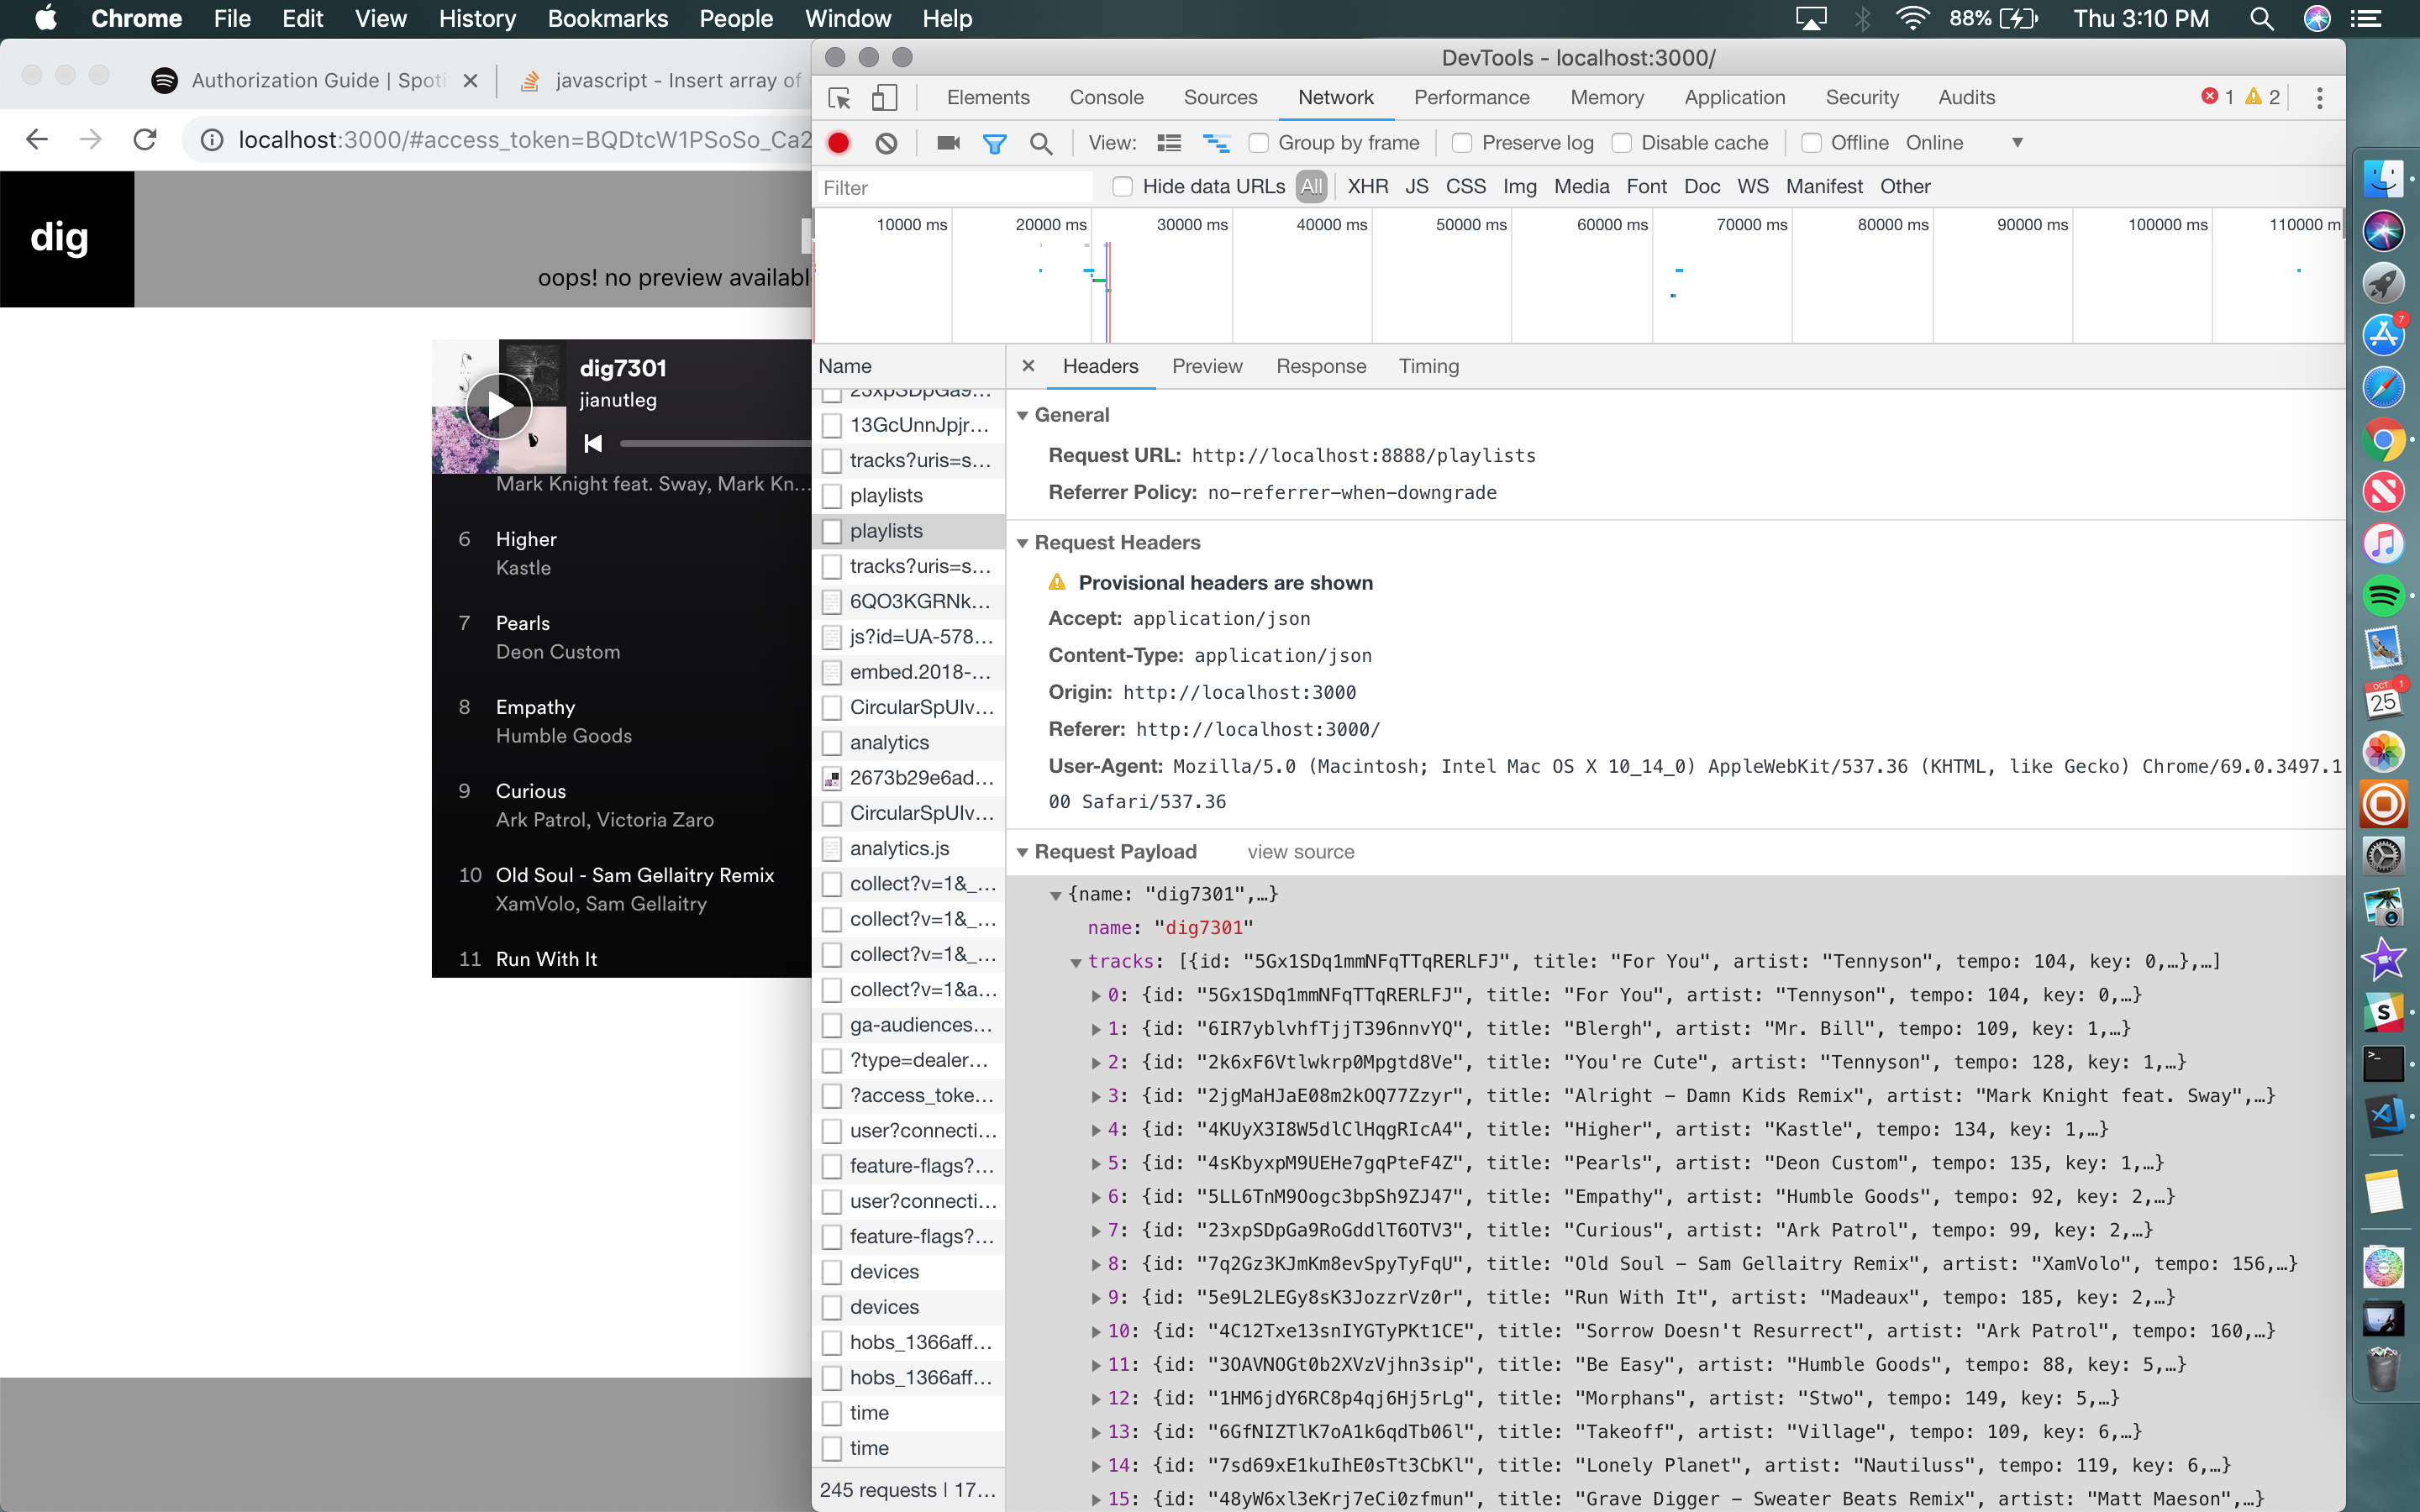 Chrome File Edit View History Bookmarks People Window Help 88% Thu 3:10 PM
Authorization Guide | Spoti
javascript - Insert array of
localhost:3000/#access_token=BQDtcW1PSoSo_Ca2
dig
oops! no preview availabl
dig7301
jianutleg
Mark Knight feat. Sway, Mark Kn...
6 Higher
Kastle
7 Pearls
Deon Custom
8 Empathy
Humble Goods
9 Curious
Ark Patrol, Victoria Zaro
10 Old Soul - Sam Gellaitry Remix
XamVolo, Sam Gellaitry
11 Run With It
DevTools - localhost:3000/
Elements Console Sources Network Performance Memory Application Security Audits 1 2
View: Group by frame Preserve log Disable cache Offline Online
Filter Hide data URLs All XHR JS CSS Img Media Font Doc WS Manifest Other
10000 ms 20000 ms 30000 ms 40000 ms 50000 ms 60000 ms 70000 ms 80000 ms 90000 ms 100000 ms 110000 m
Name
23xpSDpGa9...
13GcUnnJpjr...
tracks?uris=s...
playlists
playlists
tracks?uris=s...
6QO3KGRNk...
js?id=UA-578...
embed.2018-...
CircularSpUIv...
analytics
2673b29e6ad...
CircularSpUIv...
analytics.js
collect?v=1&_...
collect?v=1&_...
collect?v=1&_...
collect?v=1&a...
ga-audiences...
?type=dealer...
?access_toke...
user?connecti...
feature-flags?...
user?connecti...
feature-flags?...
devices
devices
hobs_1366aff...
hobs_1366aff...
time
time
245 requests | 17...
Headers Preview Response Timing
General
Request URL: http://localhost:8888/playlists
Referrer Policy: no-referrer-when-downgrade
Request Headers
Provisional headers are shown
Accept: application/json
Content-Type: application/json
Origin: http://localhost:3000
Referer: http://localhost:3000/
User-Agent: Mozilla/5.0 (Macintosh; Intel Mac OS X 10_14_0) AppleWebKit/537.36 (KHTML, like Gecko) Chrome/69.0.3497.1
00 Safari/537.36
Request Payload view source
{name: "dig7301",…}
name: "dig7301"
tracks: [{id: "5Gx1SDq1mmNFqTTqRERLFJ", title: "For You", artist: "Tennyson", tempo: 104, key: 0,…},…]
0: {id: "5Gx1SDq1mmNFqTTqRERLFJ", title: "For You", artist: "Tennyson", tempo: 104, key: 0,…}
1: {id: "6IR7yblvhfTjjT396nnvYQ", title: "Blergh", artist: "Mr. Bill", tempo: 109, key: 1,…}
2: {id: "2k6xF6Vtlwkrp0Mpgtd8Ve", title: "You're Cute", artist: "Tennyson", tempo: 128, key: 1,…}
3: {id: "2jgMaHJaE08m2kOQ77Zzyr", title: "Alright - Damn Kids Remix", artist: "Mark Knight feat. Sway",…}
4: {id: "4KUyX3I8W5dlClHqgRIcA4", title: "Higher", artist: "Kastle", tempo: 134, key: 1,…}
5: {id: "4sKbyxpM9UEHe7gqPteF4Z", title: "Pearls", artist: "Deon Custom", tempo: 135, key: 1,…}
6: {id: "5LL6TnM9Oogc3bpSh9ZJ47", title: "Empathy", artist: "Humble Goods", tempo: 92, key: 2,…}
7: {id: "23xpSDpGa9RoGddlT6OTV3", title: "Curious", artist: "Ark Patrol", tempo: 99, key: 2,…}
8: {id: "7q2Gz3KJmKm8evSpyTyFqU", title: "Old Soul - Sam Gellaitry Remix", artist: "XamVolo", tempo: 156,…}
9: {id: "5e9L2LEGy8sK3JozzrVz0r", title: "Run With It", artist: "Madeaux", tempo: 185, key: 2,…}
10: {id: "4C12Txe13snIYGTyPKt1CE", title: "Sorrow Doesn't Resurrect", artist: "Ark Patrol", tempo: 160,…}
11: {id: "3OAVNOGt0b2XVzVjhn3sip", title: "Be Easy", artist: "Humble Goods", tempo: 88, key: 5,…}
12: {id: "1HM6jdY6RC8p4qj6Hj5rLg", title: "Morphans", artist: "Stwo", tempo: 149, key: 5,…}
13: {id: "6GfNIZTlK7oA1k6qdTb06l", title: "Takeoff", artist: "Village", tempo: 109, key: 6,…}
14: {id: "7sd69xE1kuIhE0sTt3CbKl", title: "Lonely Planet", artist: "Nautiluss", tempo: 119, key: 6,…}
15: {id: "48yW6xl3eKrj7eCi0zfmun", title: "Grave Digger - Sweater Beats Remix", artist: "Matt Maeson",…}
7
OCT 1
25
S